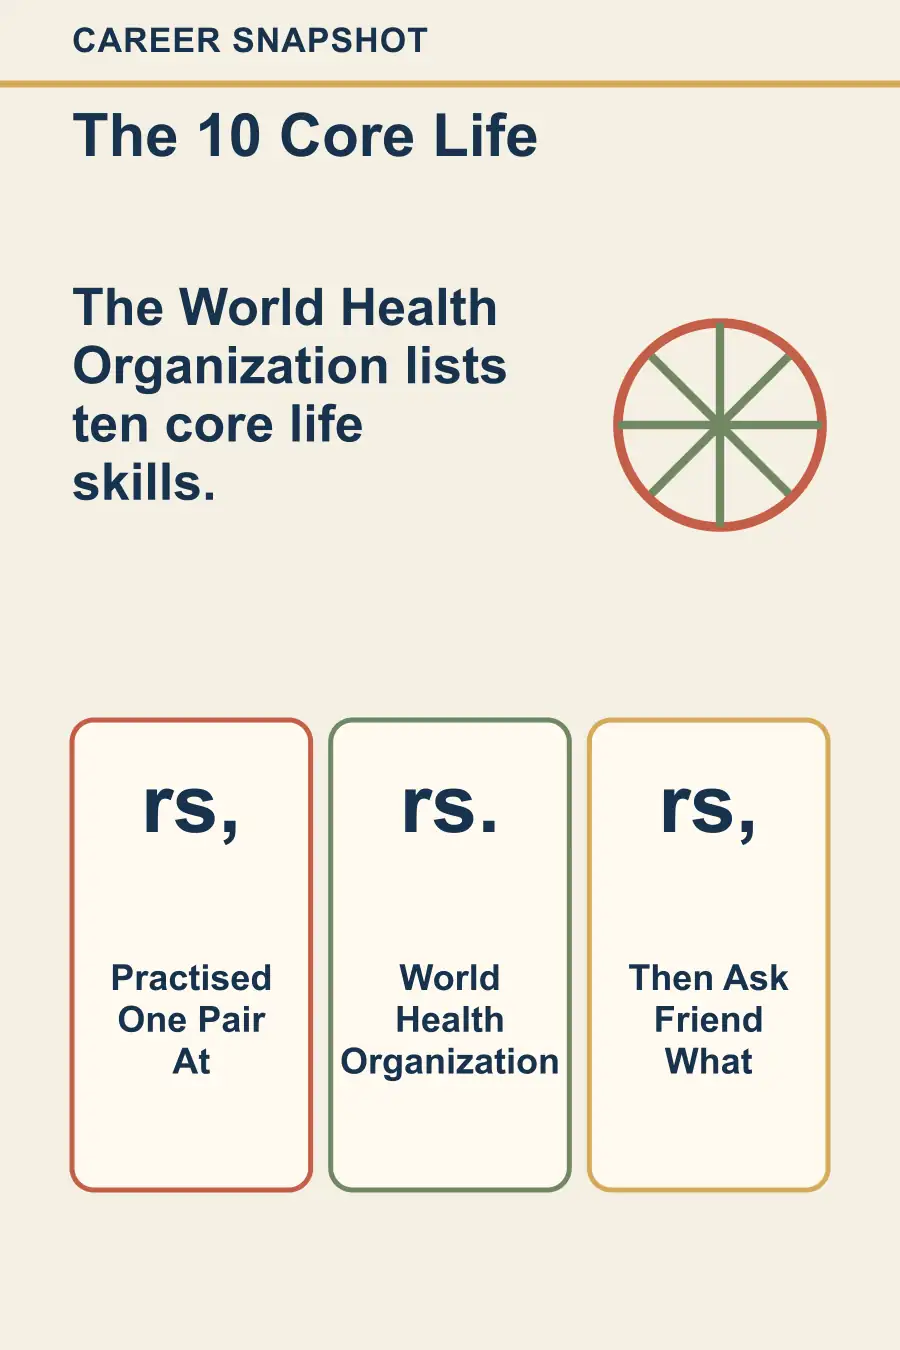 CAREER SNAPSHOT
The 10 Core Life
The World Health
Organization lists
ten core life
skills.
rs,
Practised
One Pair
At
rs.
World
Health
Organization
rs,
Then Ask
Friend
What